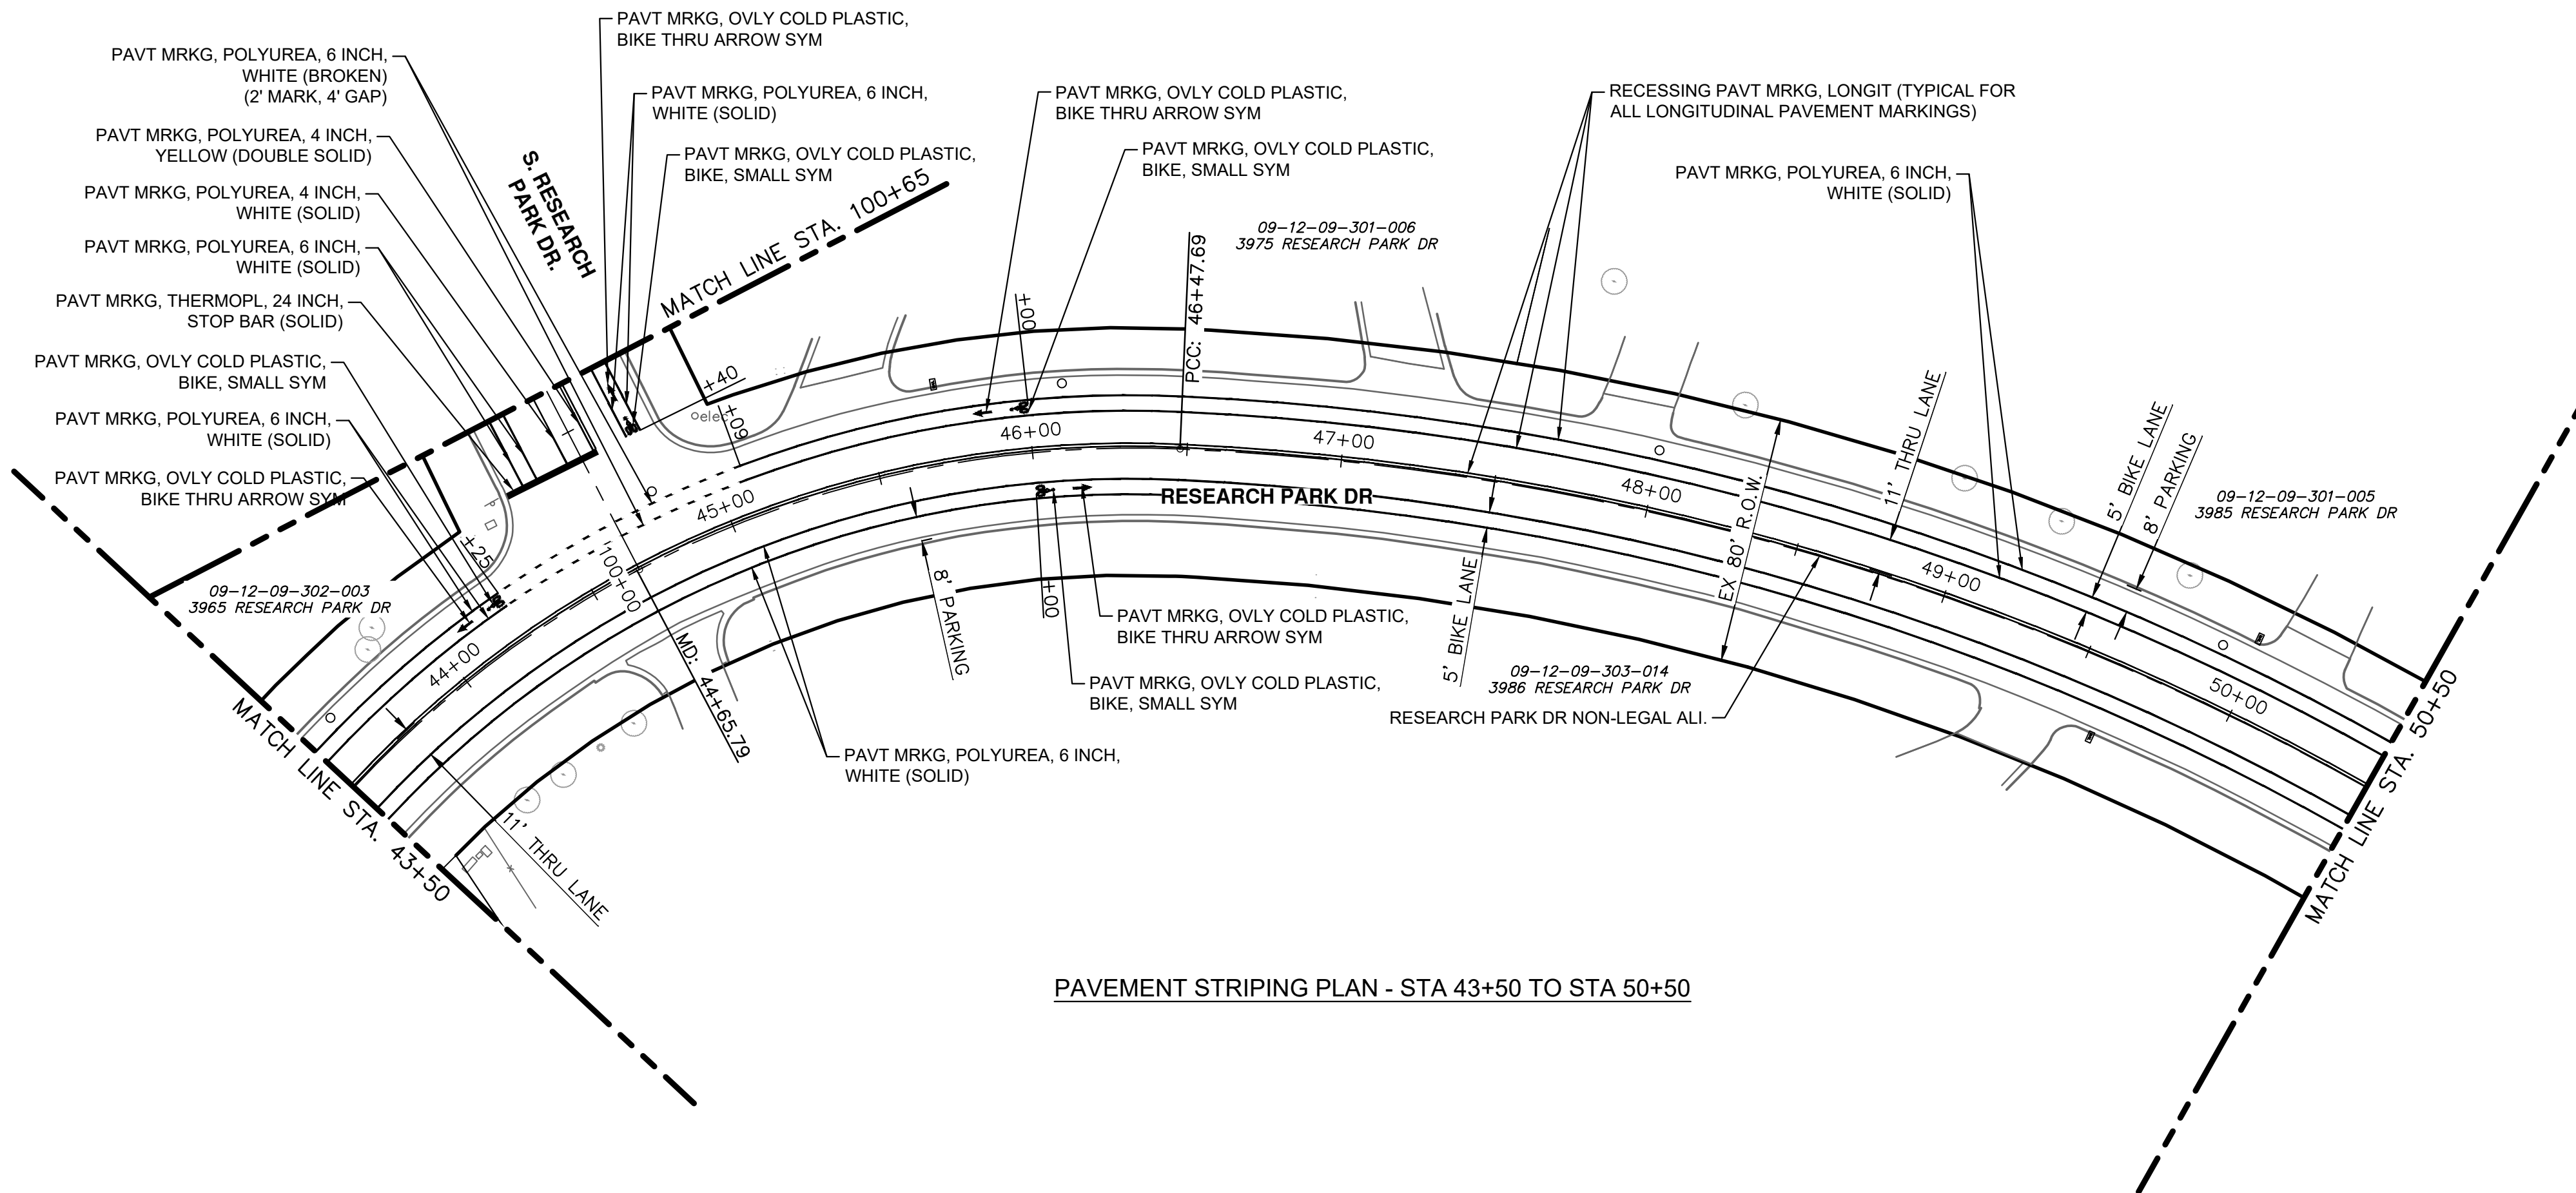 PAVT MRKG, OVLY COLD PLASTIC,
BIKE THRU ARROW SYM
PAVT MRKG, POLYUREA, 6 INCH,
WHITE (BROKEN)
(2' MARK, 4' GAP)
PAVT MRKG, POLYUREA, 6 INCH,
WHITE (SOLID)
PAVT MRKG, OVLY COLD PLASTIC,
BIKE THRU ARROW SYM
RECESSING PAVT MRKG, LONGIT (TYPICAL FOR
ALL LONGITUDINAL PAVEMENT MARKINGS)
PAVT MRKG, POLYUREA, 4 INCH,
YELLOW (DOUBLE SOLID)
PAVT MRKG, OVLY COLD PLASTIC,
BIKE, SMALL SYM
PAVT MRKG, OVLY COLD PLASTIC,
BIKE, SMALL SYM
PAVT MRKG, POLYUREA, 6 INCH,
WHITE (SOLID)
PAVT MRKG, POLYUREA, 4 INCH,
WHITE (SOLID)
S. RESEARCH
PARK DR.
MATCH LINE STA. 100+65
PAVT MRKG, POLYUREA, 6 INCH,
WHITE (SOLID)
09-12-09-301-006
3975 RESEARCH PARK DR
PAVT MRKG, THERMOPL, 24 INCH,
STOP BAR (SOLID)
+00
PCC: 46+47.69
PAVT MRKG, OVLY COLD PLASTIC,
BIKE, SMALL SYM
+40
elec
+09
PAVT MRKG, POLYUREA, 6 INCH,
WHITE (SOLID)
46+00
47+00
11' THRU LANE
5' BIKE LANE
8' PARKING
PAVT MRKG, OVLY COLD PLASTIC,
BIKE THRU ARROW SYM
P
45+00
RESEARCH PARK DR
48+00
EX 80' R.O.W.
09-12-09-301-005
3985 RESEARCH PARK DR
+25
100+00
49+00
09-12-09-302-003
3965 RESEARCH PARK DR
8' PARKING
+00
PAVT MRKG, OVLY COLD PLASTIC,
BIKE THRU ARROW SYM
5' BIKE LANE
44+00
MD: 44+65.79
PAVT MRKG, OVLY COLD PLASTIC,
BIKE, SMALL SYM
09-12-09-303-014
3986 RESEARCH PARK DR
RESEARCH PARK DR NON-LEGAL ALI.
50+00
MATCH LINE STA. 43+50
PAVT MRKG, POLYUREA, 6 INCH,
WHITE (SOLID)
11' THRU LANE
MATCH LINE STA. 50+50
PAVEMENT STRIPING PLAN - STA 43+50 TO STA 50+50